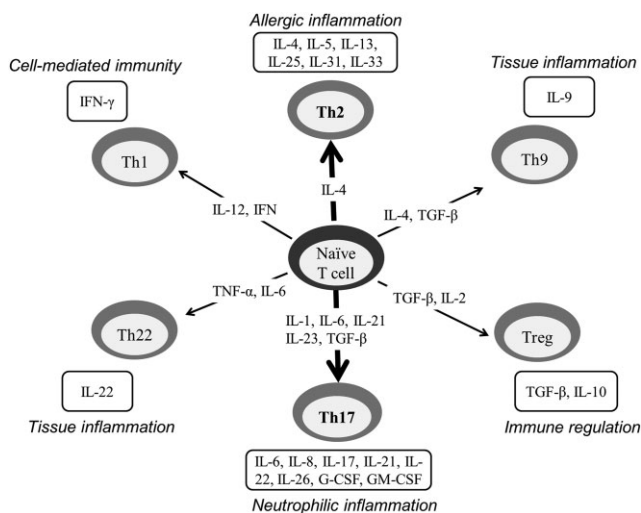 Allergic inflammation
IL-4, IL-5, IL-13,
IL-25, IL-31, IL-33
Th2
Cell-mediated immunity
IFN-γ
Th1
Tissue inflammation
IL-9
Th9
IL-4
IL-12, IFN
IL-4, TGF-β
Naïve
T cell
TNF-α, IL-6
TGF-β, IL-2
IL-1, IL-6, IL-21
IL-23, TGF-β
Th22
IL-22
Tissue inflammation
Treg
TGF-β, IL-10
Immune regulation
Th17
IL-6, IL-8, IL-17, IL-21, IL-
22, IL-26, G-CSF, GM-CSF
Neutrophilic inflammation